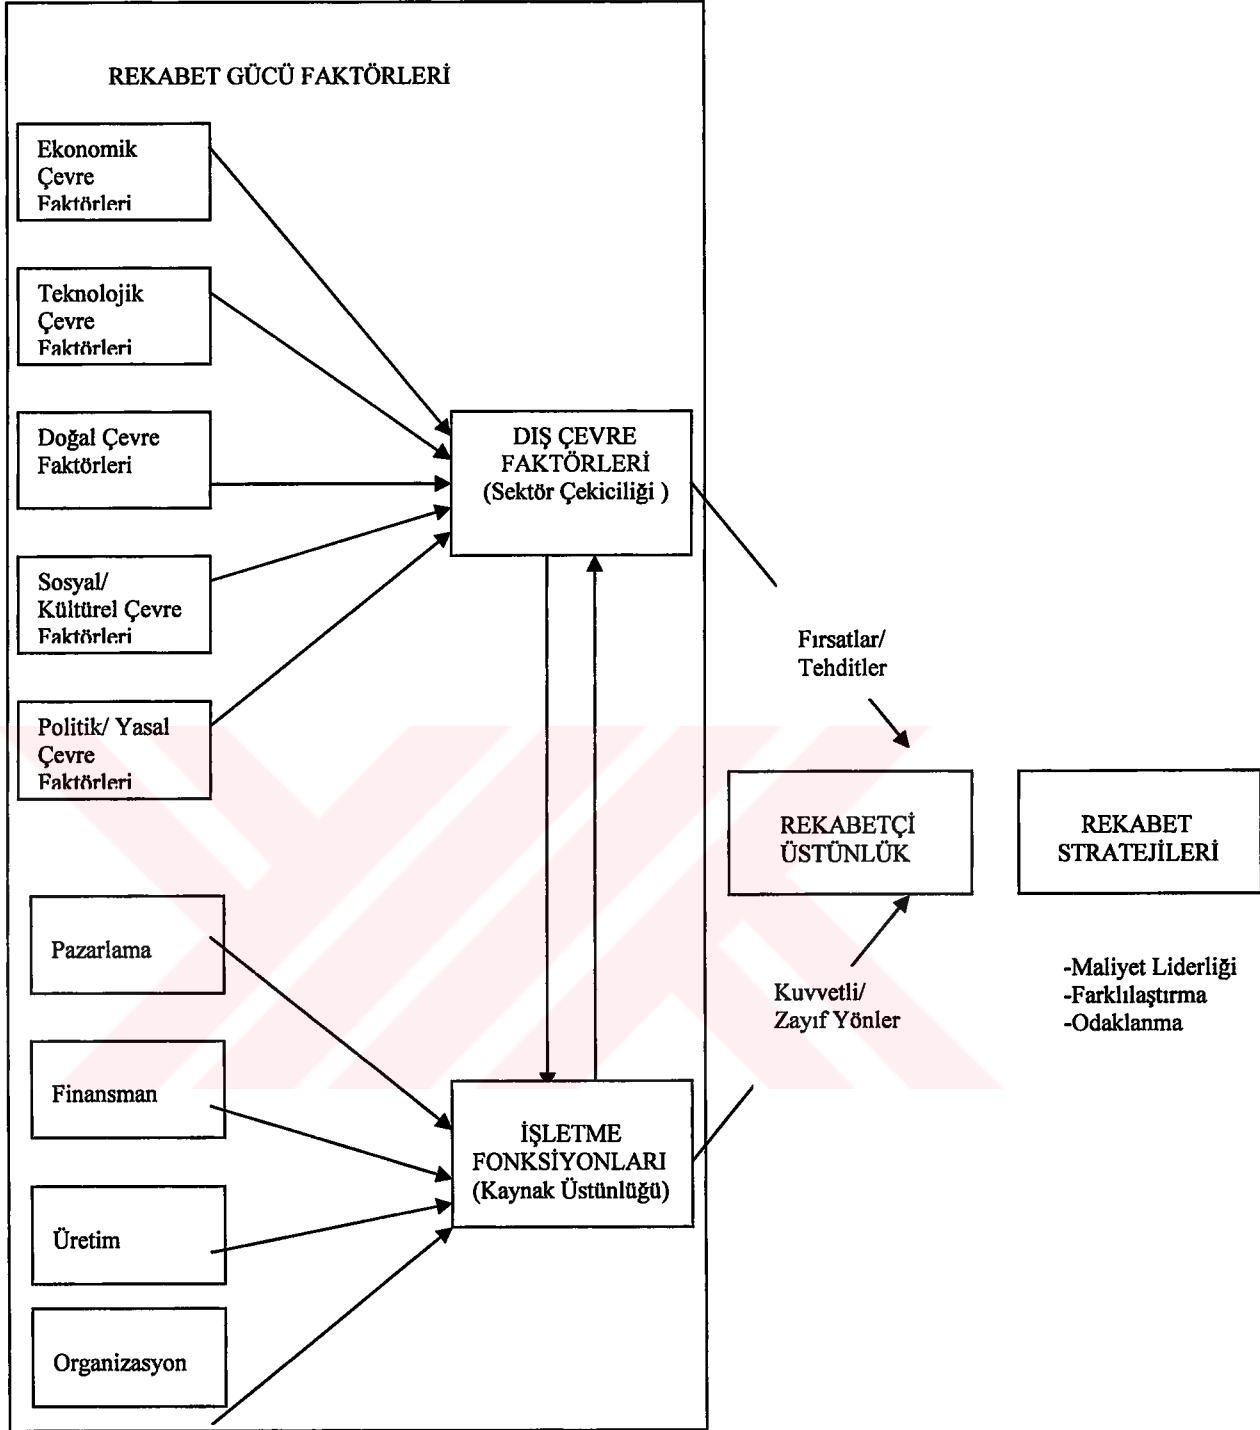 REKABET GÜCÜ FAKTÖRLERİ
Ekonomik
Çevre
Faktörleri
Teknolojik
Çevre
Faktörleri
Doğal Çevre
Faktörleri
Sosyal/
Kültürel Çevre
Faktörleri
Politik/ Yasal
Çevre
Faktörleri
DIŞ ÇEVRE
FAKTÖRLERİ
(Sektör Çekiciliği )
Fırsatlar/
Tehditler
REKABETÇİ
ÜSTÜNLÜK
REKABET
STRATEJİLERİ
-Maliyet Liderliği
-Farklılaştırma
-Odaklanma
Kuvvetli/
Zayıf Yönler
Pazarlama
Finansman
Üretim
Organizasyon
İŞLETME
FONKSİYONLARI
(Kaynak Üstünlüğü)